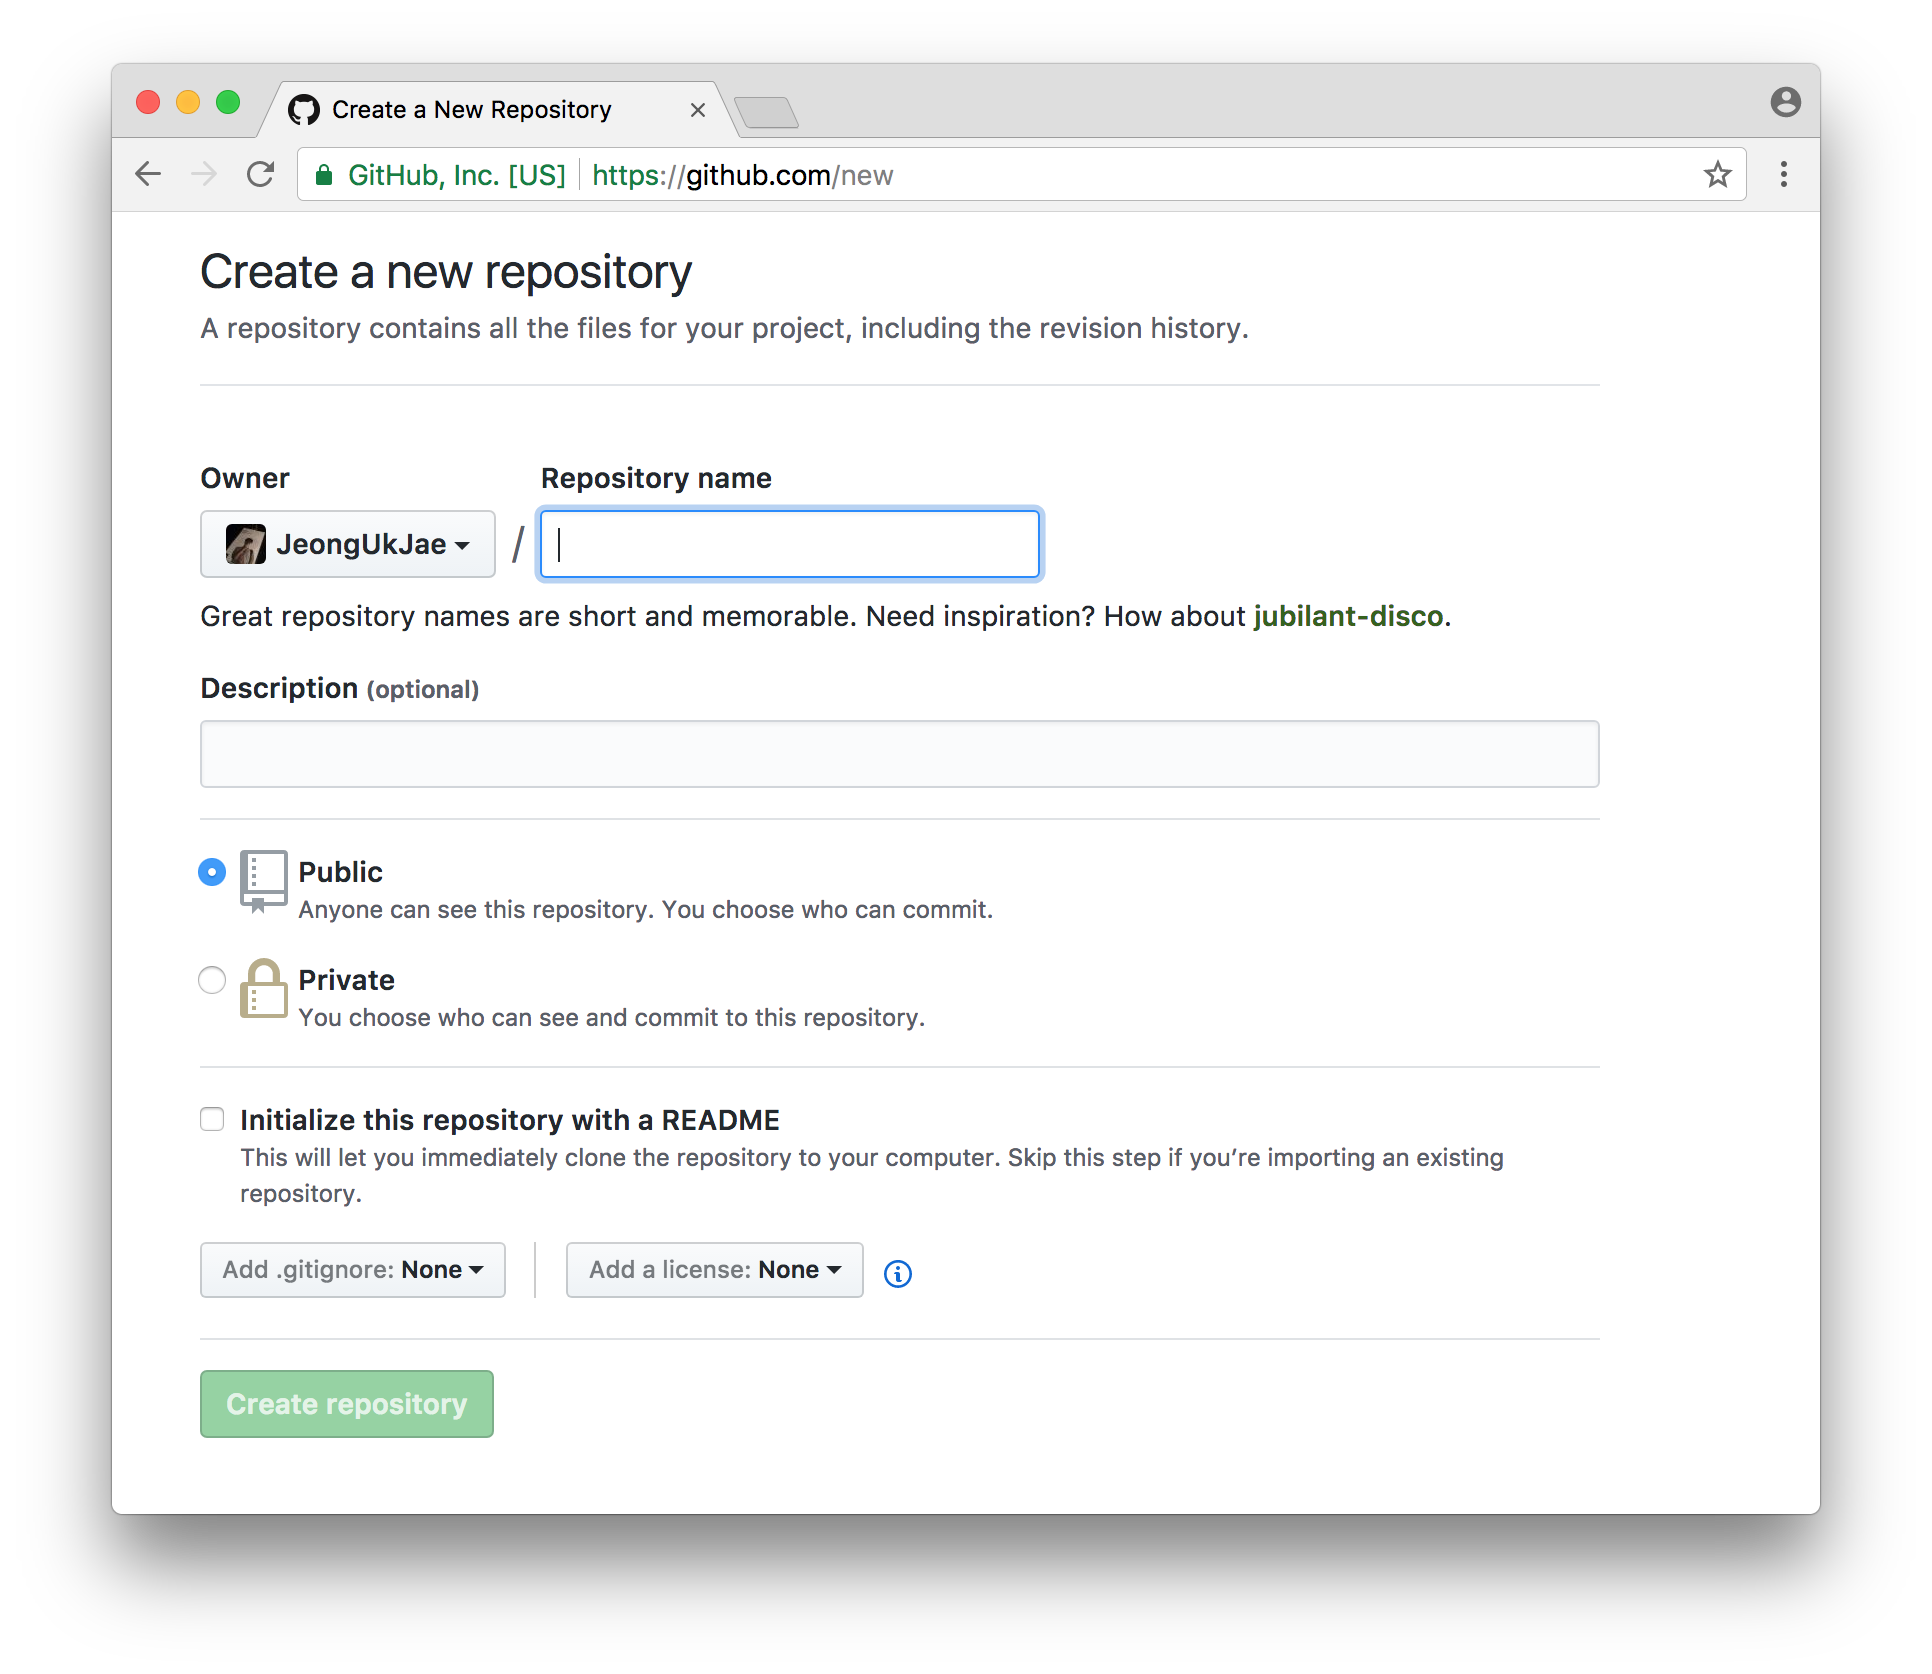 Create a New Repository
GitHub, Inc. [US] https://github.com/new
Create a new repository
A repository contains all the files for your project, including the revision history.
Owner Repository name
JeongUkJae /
Great repository names are short and memorable. Need inspiration? How about jubilant-disco.
Description (optional)
Public
Anyone can see this repository. You choose who can commit.
Private
You choose who can see and commit to this repository.
Initialize this repository with a README
This will let you immediately clone the repository to your computer. Skip this step if you’re importing an existing
repository.
Add .gitignore: None Add a license: None
Create repository